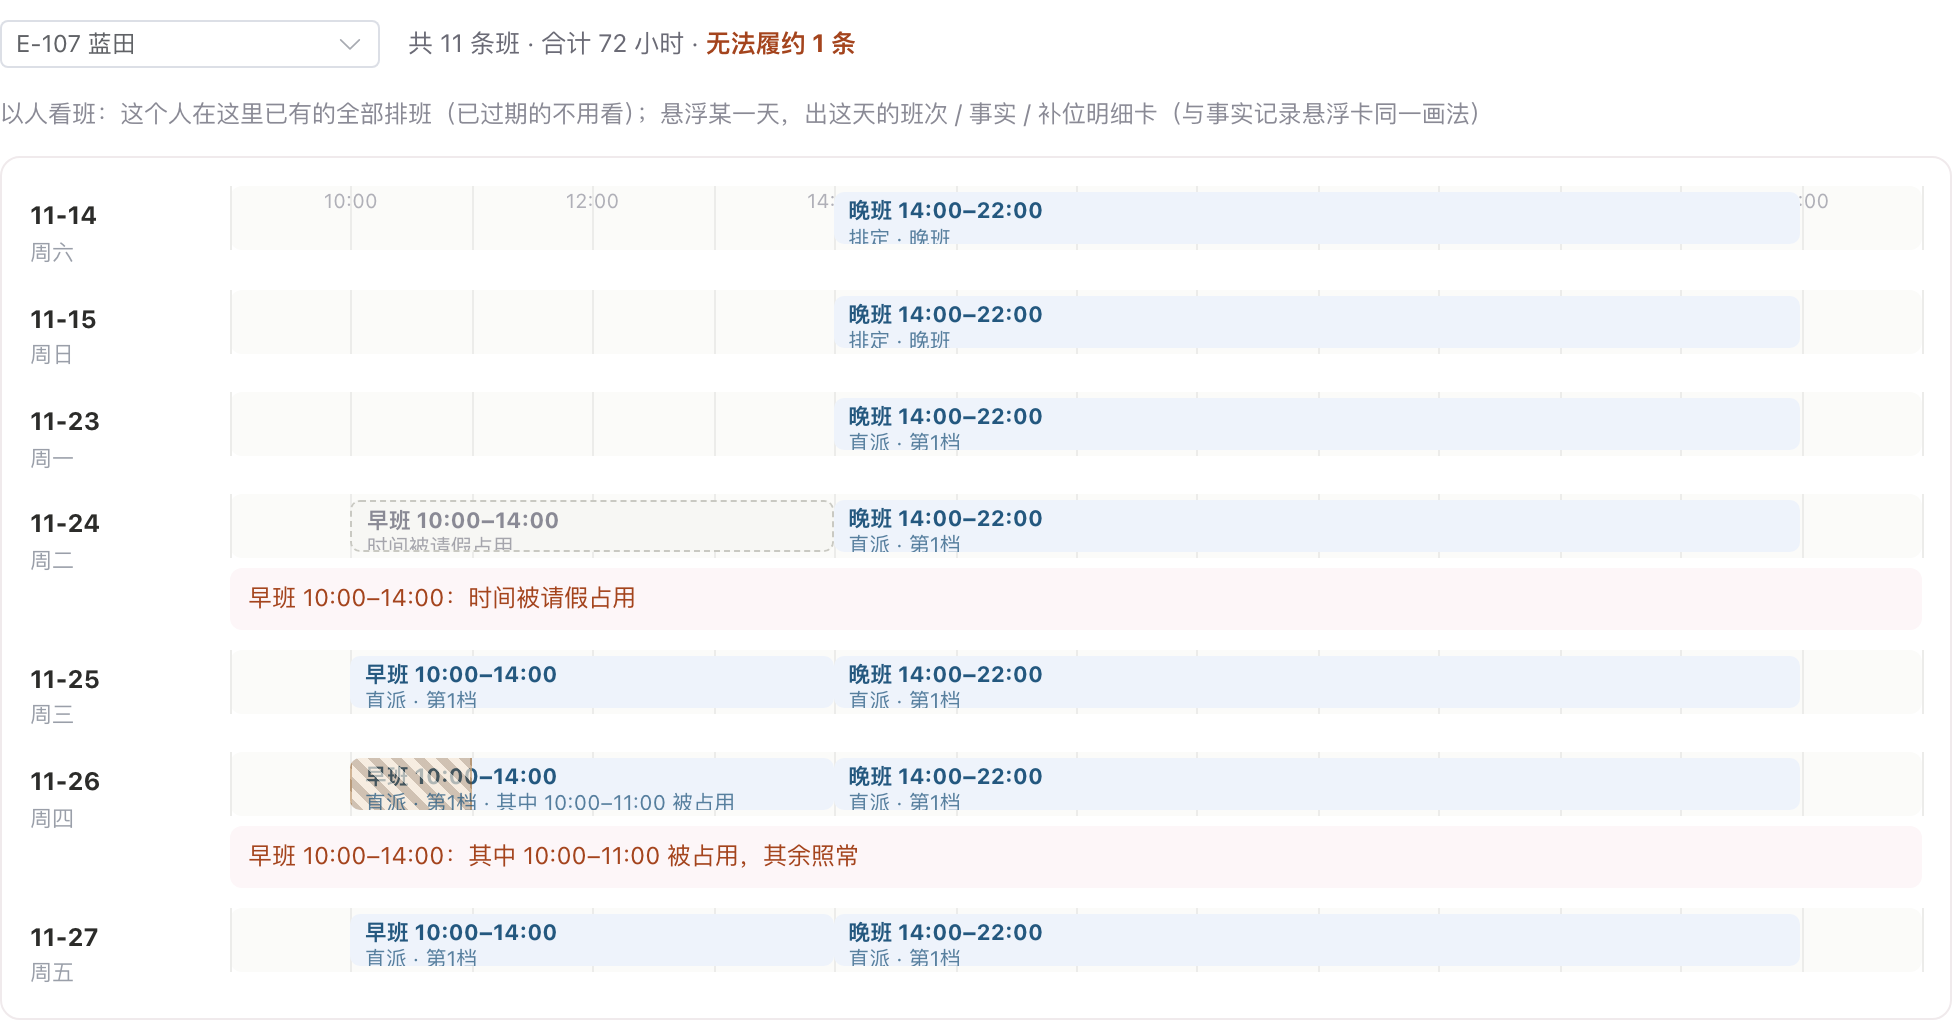 E-107 蓝田
共 11 条班 · 合计 72 小时 · 无法履约 1 条
以人看班：这个人在这里已有的全部排班（已过期的不用看）；悬浮某一天，出这天的班次 / 事实 / 补位明细卡（与事实记录悬浮卡同一画法）
10:00 12:00 14: :00
11-14 晚班 14:00–22:00
周六 排定 · 晚班
11-15 晚班 14:00–22:00
周日 排定 · 晚班
11-23 晚班 14:00–22:00
周一 直派 · 第1档
11-24 早班 10:00–14:00 晚班 14:00–22:00
周二 时间被请假占用 直派 · 第1档
早班 10:00–14:00：时间被请假占用
11-25 早班 10:00–14:00 晚班 14:00–22:00
周三 直派 · 第1档 直派 · 第1档
11-26 早班 10:00–14:00 晚班 14:00–22:00
周四 直派 · 第1档 · 其中 10:00–11:00 被占用 直派 · 第1档
早班 10:00–14:00：其中 10:00–11:00 被占用，其余照常
11-27 早班 10:00–14:00 晚班 14:00–22:00
周五 直派 · 第1档 直派 · 第1档